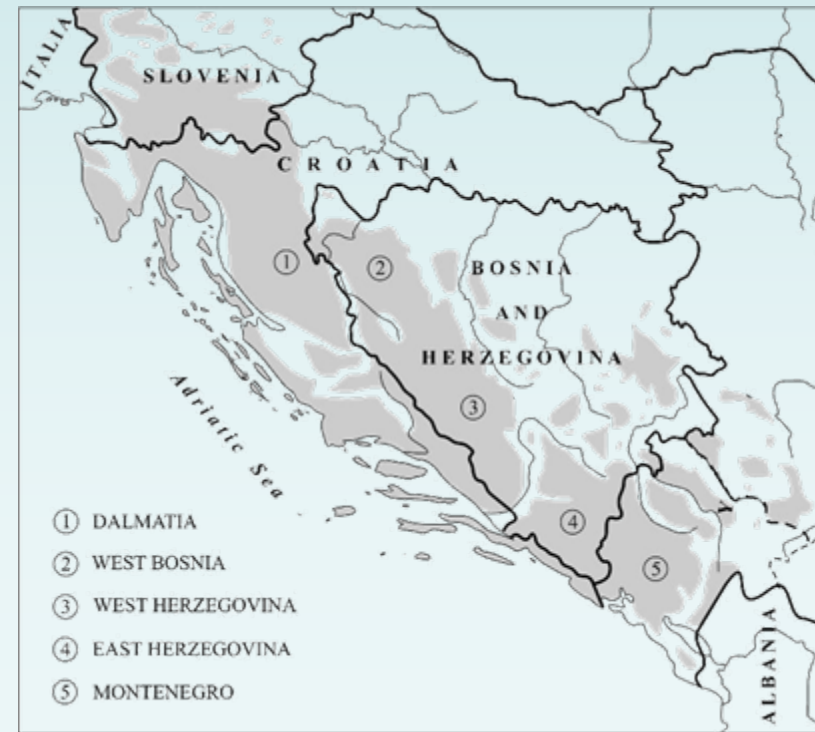 ITALIA
SLOVENIA
CROATIA
BOSNIA
AND
HERZEGOVINA
Adriatic Sea
ALBANIA
1
2
3
4
5
1 DALMATIA
2 WEST BOSNIA
3 WEST HERZEGOVINA
4 EAST HERZEGOVINA
5 MONTENEGRO